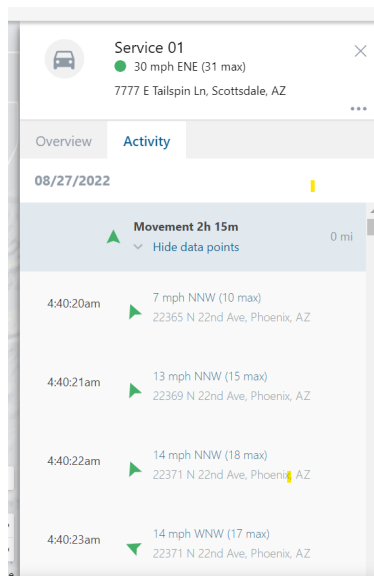 Service 01
30 mph ENE (31 max)
7777 E Tailspin Ln, Scottsdale, AZ
Overview
Activity
08/27/2022
Movement 2h 15m
0 mi
Hide data points
4:40:20am
7 mph NNW (10 max)
22365 N 22nd Ave, Phoenix, AZ
4:40:21am
13 mph NNW (15 max)
22369 N 22nd Ave, Phoenix, AZ
4:40:22am
14 mph NNW (18 max)
22371 N 22nd Ave, Phoenix, AZ
4:40:23am
14 mph WNW (17 max)
22371 N 22nd Ave, Phoenix, AZ